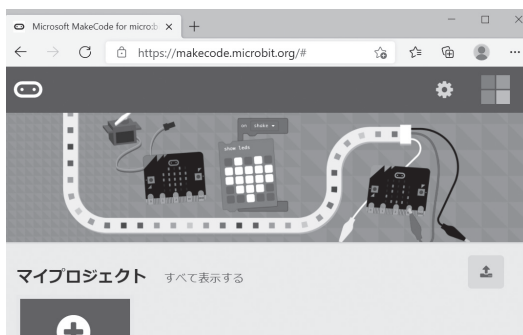 Microsoft MakeCode for micro:b
https://makecode.microbit.org/#
on shake
show leds
マイプロジェクト すべて表示する